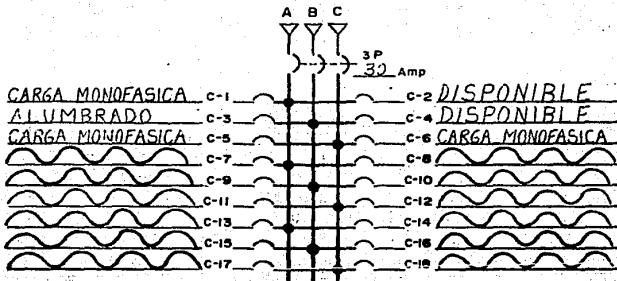 A B C
3P
30 Amp
CARGA MONOFASICA C-1 C-2 DISPONIBLE
ALUMBRADO C-3 C-4 DISPONIBLE
CARGA MONOFASICA C-5 C-6 CARGA MONOFASICA
C-7 C-8
C-9 C-10
C-11 C-12
C-13 C-14
C-15 C-16
C-17 C-18